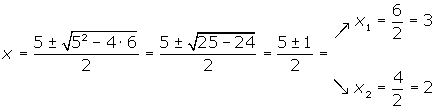 x = (5 ± √(5² − 4·6))/2 = (5 ± √(25 − 24))/2 = (5 ± 1)/2 =
↗ x₁ = 6/2 = 3
↘ x₂ = 4/2 = 2